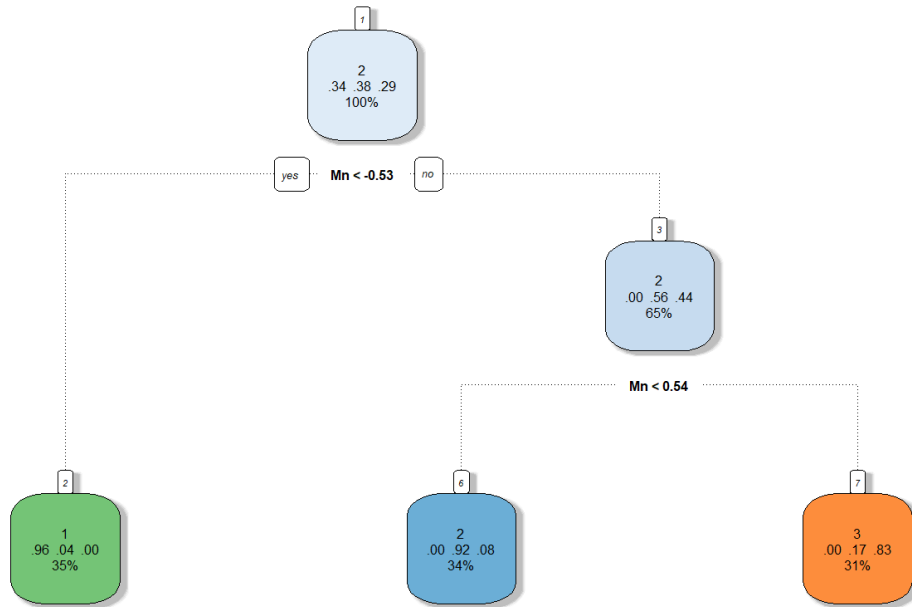 1
2
.34 .38 .29
100%
yes Mn < -0.53 no
3
2
.00 .56 .44
65%
Mn < 0.54
2
1
.96 .04 .00
35%
6
2
.00 .92 .08
34%
7
3
.00 .17 .83
31%